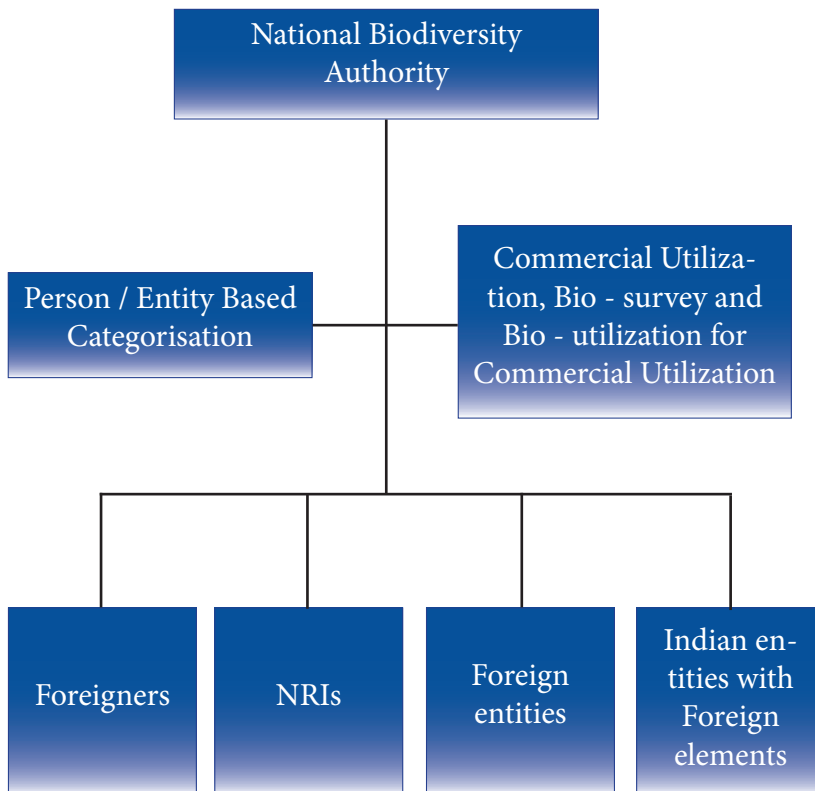 National Biodiversity
Authority
Person / Entity Based
Categorisation
Commercial Utiliza-
tion, Bio - survey and
Bio - utilization for
Commercial Utilization
Foreigners
NRIs
Foreign
entities
Indian en-
tities with
Foreign
elements